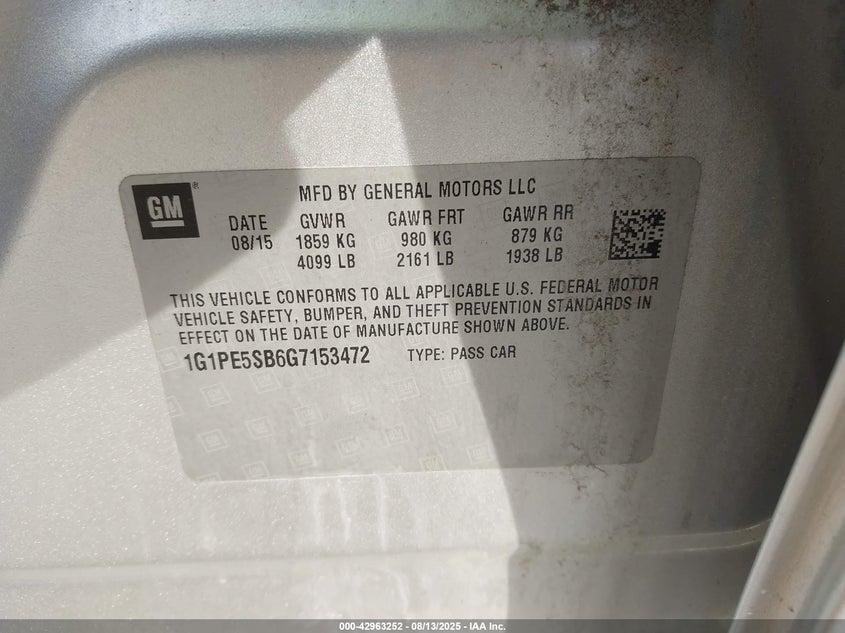 GM ®
MFD BY GENERAL MOTORS LLC
DATE GVWR GAWR FRT GAWR RR
08/15 1859 KG 980 KG 879 KG
4099 LB 2161 LB 1938 LB
THIS VEHICLE CONFORMS TO ALL APPLICABLE U.S. FEDERAL MOTOR
VEHICLE SAFETY, BUMPER, AND THEFT PREVENTION STANDARDS IN
EFFECT ON THE DATE OF MANUFACTURE SHOWN ABOVE.
1G1PE5SB6G7153472 TYPE: PASS CAR
000-42963252 - 08/13/2025 - IAA Inc.